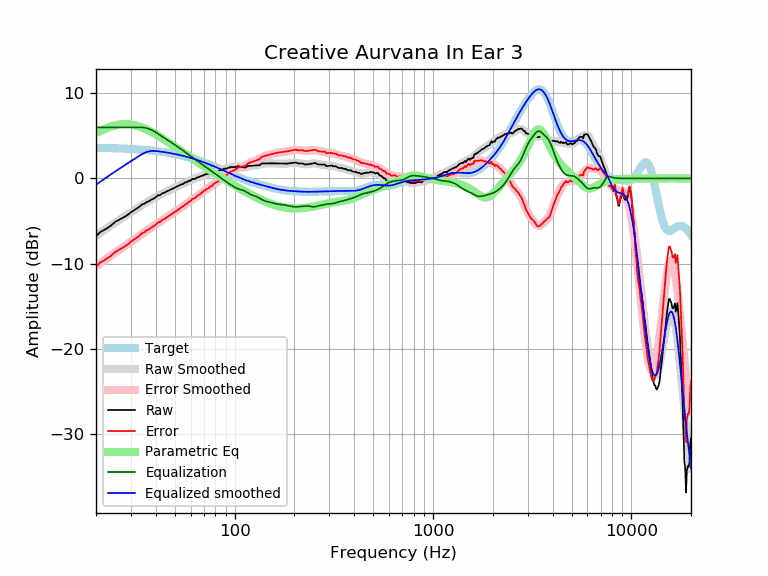 Creative Aurvana In Ear 3
Amplitude (dBr)
10
0
−10
−20
−30
Target
Raw Smoothed
Error Smoothed
Raw
Error
Parametric Eq
Equalization
Equalized smoothed
100
1000
10000
Frequency (Hz)